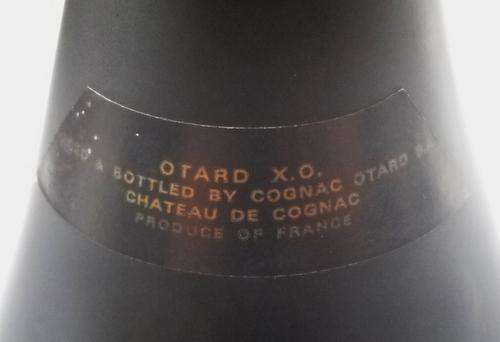 OTARD X.O.
& BOTTLED BY COGNAC OTARD
CHATEAU DE COGNAC
PRODUCE OF FRANCE